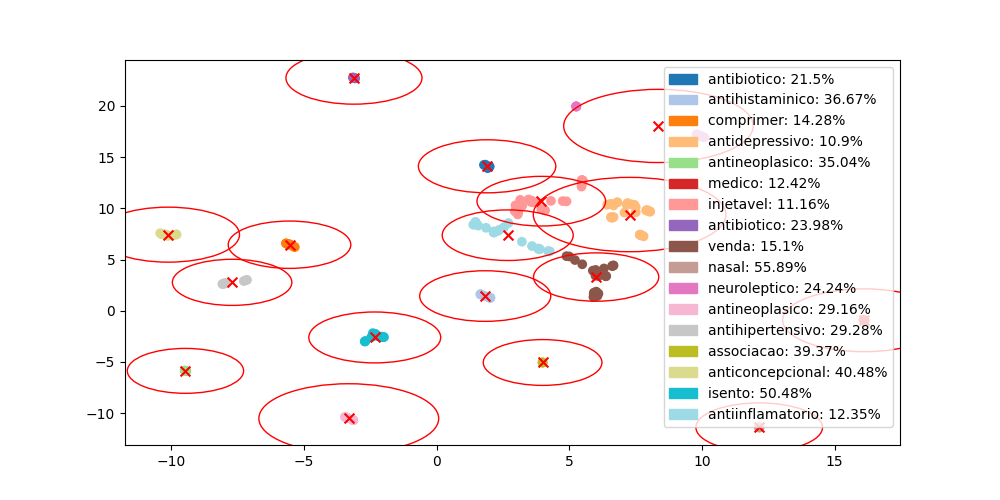 20
15
10
5
0
−5
−10
−10
−5
0
5
10
15
antibiotico: 21.5%
antihistaminico: 36.67%
comprimer: 14.28%
antidepressivo: 10.9%
antineoplasico: 35.04%
medico: 12.42%
injetavel: 11.16%
antibiotico: 23.98%
venda: 15.1%
nasal: 55.89%
neuroleptico: 24.24%
antineoplasico: 29.16%
antihipertensivo: 29.28%
associacao: 39.37%
anticoncepcional: 40.48%
isento: 50.48%
antiinflamatorio: 12.35%